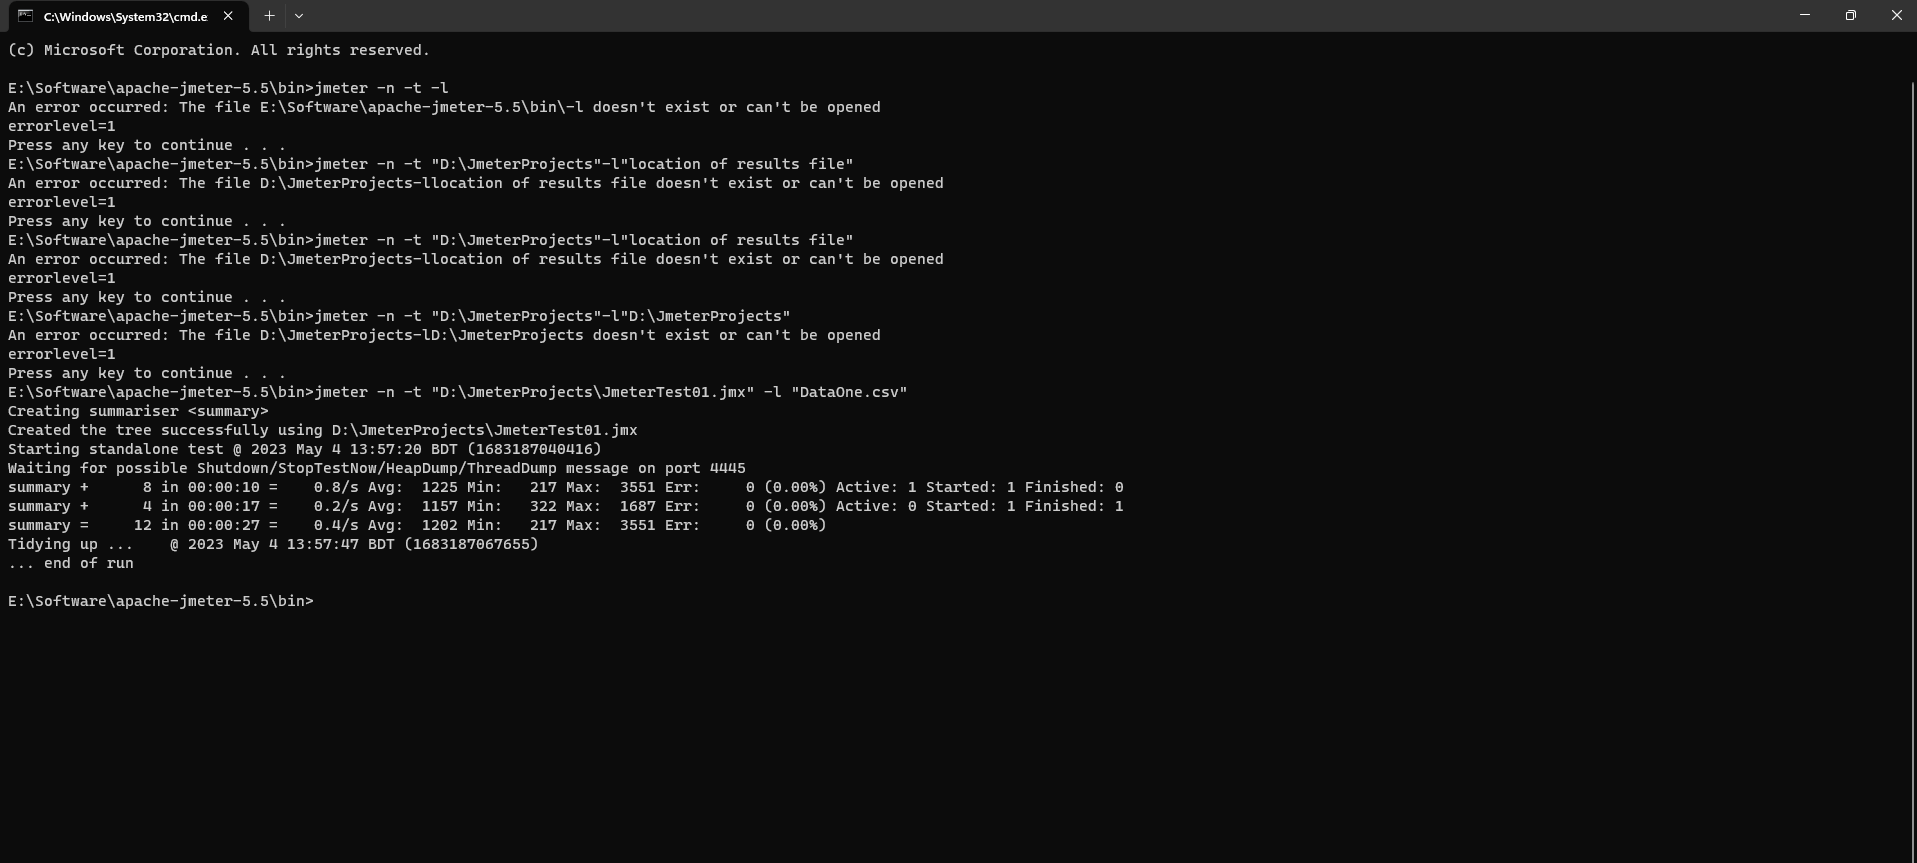 C:\Windows\System32\cmd.e
(c) Microsoft Corporation. All rights reserved.
E:\Software\apache-jmeter-5.5\bin>jmeter -n -t -l
An error occurred: The file E:\Software\apache-jmeter-5.5\bin\-l doesn't exist or can't be opened
errorlevel=1
Press any key to continue . . .
E:\Software\apache-jmeter-5.5\bin>jmeter -n -t "D:\JmeterProjects"-l"location of results file"
An error occurred: The file D:\JmeterProjects-llocation of results file doesn't exist or can't be opened
errorlevel=1
Press any key to continue . . .
E:\Software\apache-jmeter-5.5\bin>jmeter -n -t "D:\JmeterProjects"-l"location of results file"
An error occurred: The file D:\JmeterProjects-llocation of results file doesn't exist or can't be opened
errorlevel=1
Press any key to continue . . .
E:\Software\apache-jmeter-5.5\bin>jmeter -n -t "D:\JmeterProjects"-l"D:\JmeterProjects"
An error occurred: The file D:\JmeterProjects-lD:\JmeterProjects doesn't exist or can't be opened
errorlevel=1
Press any key to continue . . .
E:\Software\apache-jmeter-5.5\bin>jmeter -n -t "D:\JmeterProjects\JmeterTest01.jmx" -l "DataOne.csv"
Creating summariser <summary>
Created the tree successfully using D:\JmeterProjects\JmeterTest01.jmx
Starting standalone test @ 2023 May 4 13:57:20 BDT (1683187040416)
Waiting for possible Shutdown/StopTestNow/HeapDump/ThreadDump message on port 4445
summary +      8 in 00:00:10 =    0.8/s Avg:  1225 Min:   217 Max:  3551 Err:     0 (0.00%) Active: 1 Started: 1 Finished: 0
summary +      4 in 00:00:17 =    0.2/s Avg:  1157 Min:   322 Max:  1687 Err:     0 (0.00%) Active: 0 Started: 1 Finished: 1
summary =     12 in 00:00:27 =    0.4/s Avg:  1202 Min:   217 Max:  3551 Err:     0 (0.00%)
Tidying up ...    @ 2023 May 4 13:57:47 BDT (1683187067655)
... end of run
E:\Software\apache-jmeter-5.5\bin>